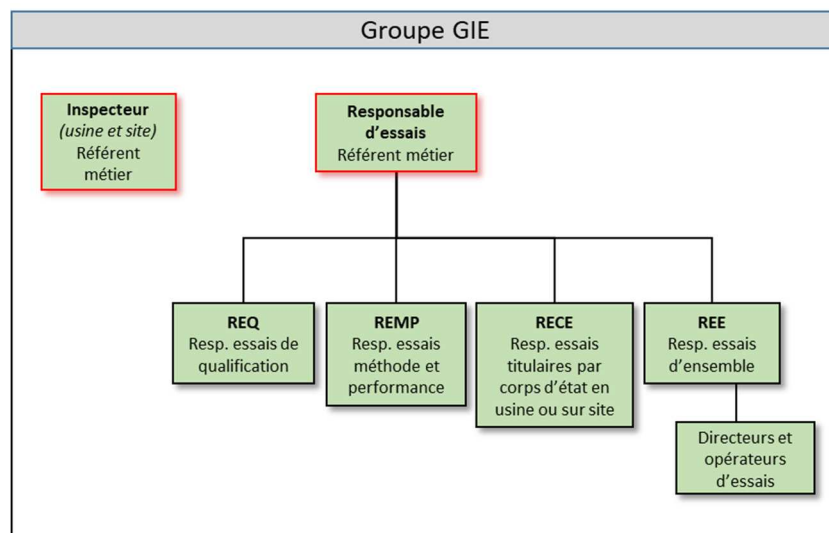 Groupe GIE
Inspecteur
(usine et site)
Référent
métier
Responsable
d'essais
Référent métier
REQ
Resp. essais de
qualification
REMP
Resp. essais
méthode et
performance
RECE
Resp. essais
titulaires par
corps d'état en
usine ou sur site
REE
Resp. essais
d'ensemble
Directeurs et
opérateurs
d'essais